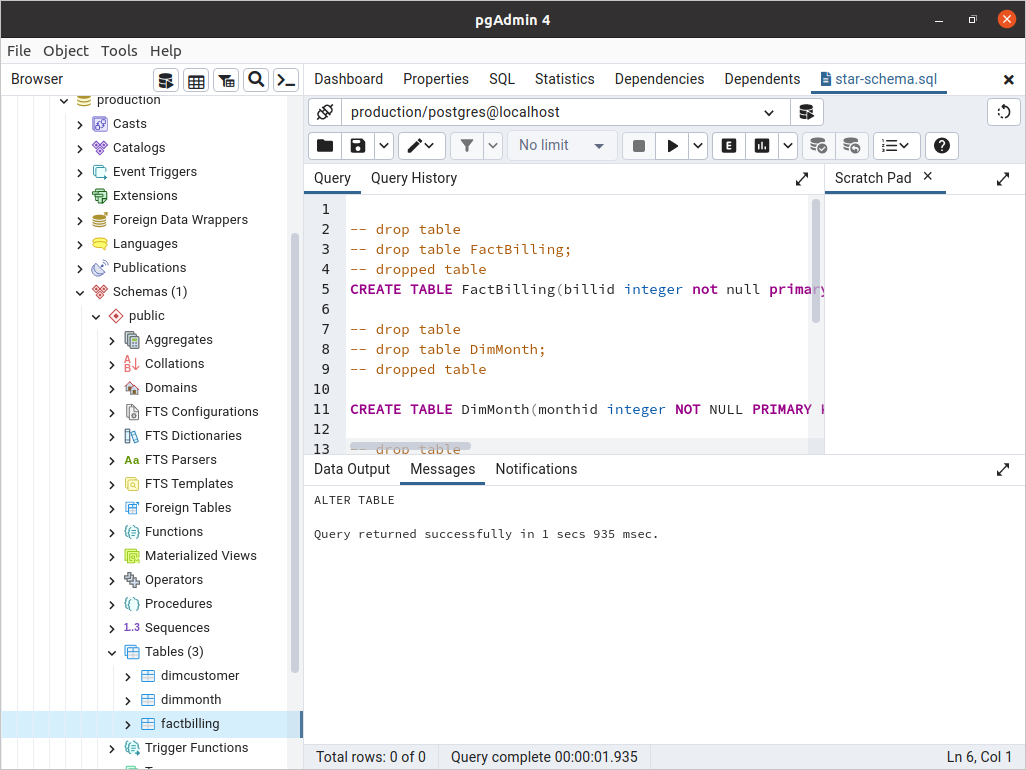 pgAdmin 4
File Object Tools Help
Browser
Dashboard Properties SQL Statistics Dependencies Dependents star-schema.sql
production
Casts
Catalogs
Event Triggers
Extensions
Foreign Data Wrappers
Languages
Publications
Schemas (1)
public
Aggregates
Collations
Domains
FTS Configurations
FTS Dictionaries
Aa FTS Parsers
FTS Templates
Foreign Tables
Functions
Materialized Views
Operators
Procedures
1..3 Sequences
Tables (3)
dimcustomer
dimmonth
factbilling
Trigger Functions
production/postgres@localhost
No limit
E
Query Query History
Scratch Pad
1
2 -- drop table
3 -- drop table FactBilling;
4 -- dropped table
5 CREATE TABLE FactBilling(billid integer not null primary
6
7 -- drop table
8 -- drop table DimMonth;
9 -- dropped table
10
11 CREATE TABLE DimMonth(monthid integer NOT NULL PRIMARY
12
13 -- drop table
Data Output Messages Notifications
ALTER TABLE
Query returned successfully in 1 secs 935 msec.
Total rows: 0 of 0 Query complete 00:00:01.935 Ln 6, Col 1